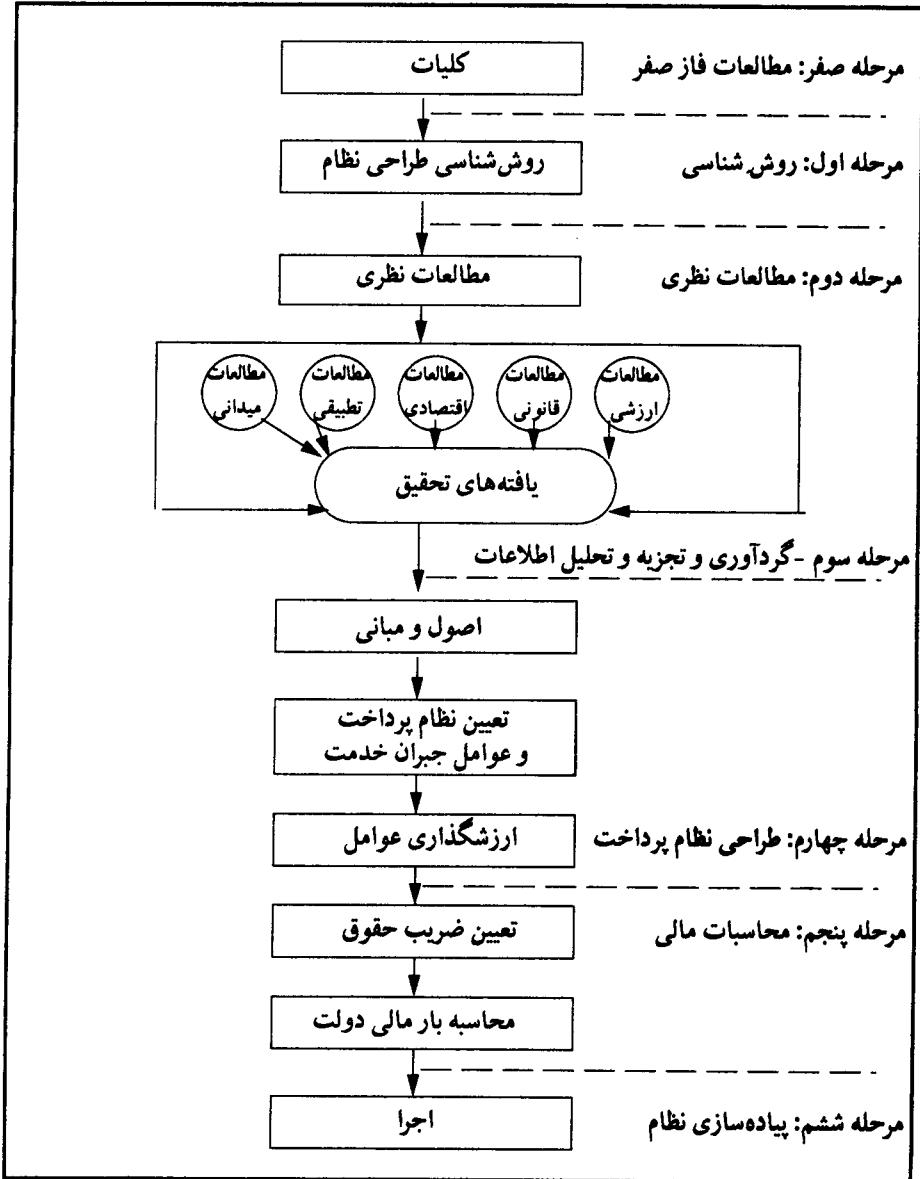 مرحله صفر: مطالعات فاز صفر
کلیات
مرحله اول: روش‌شناسی
روش‌شناسی طراحی نظام
مرحله دوم: مطالعات نظری
مطالعات نظری
مطالعات
ارزشی
مطالعات
قانونی
مطالعات
اقتصادی
مطالعات
تطبیقی
مطالعات
میدانی
یافته‌های تحقیق
مرحله سوم - گردآوری و تجزیه و تحلیل اطلاعات
اصول و مبانی
تعیین نظام پرداخت
و عوامل جبران خدمت
مرحله چهارم: طراحی نظام پرداخت
ارزشگذاری عوامل
مرحله پنجم: محاسبات مالی
تعیین ضریب حقوق
محاسبه بار مالی دولت
مرحله ششم: پیاده‌سازی نظام
اجرا